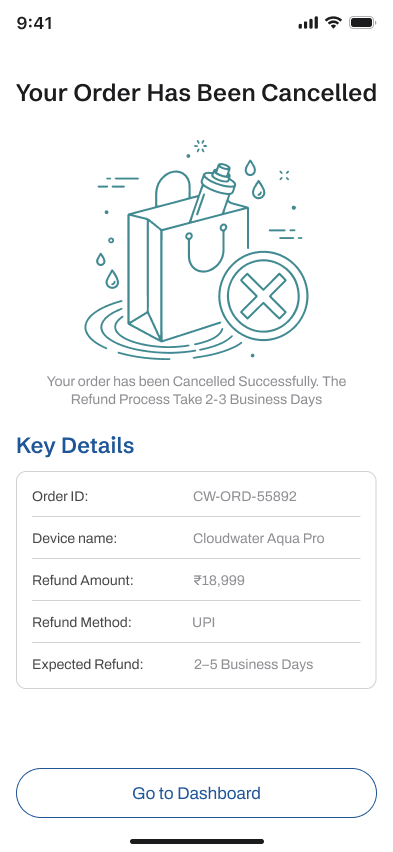 9:41
Your Order Has Been Cancelled
Your order has been Cancelled Successfully. The
Refund Process Take 2-3 Business Days
Key Details
Order ID: CW-ORD-55892
Device name: Cloudwater Aqua Pro
Refund Amount: ₹18,999
Refund Method: UPI
Expected Refund: 2–5 Business Days
Go to Dashboard